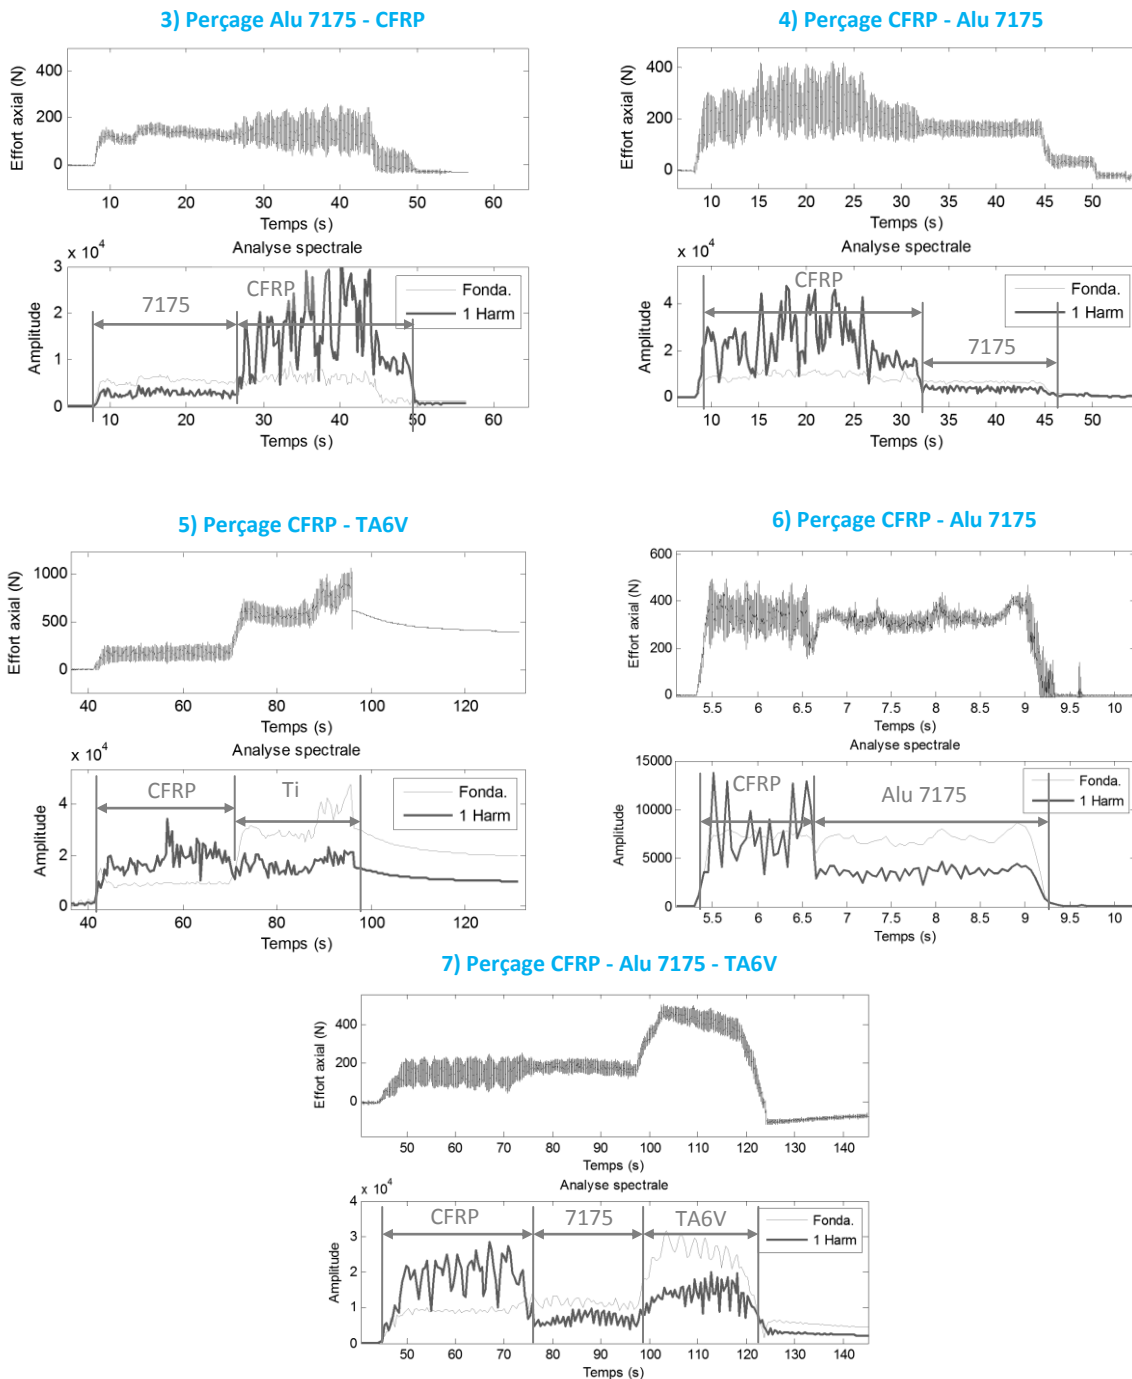 3) Perçage Alu 7175 - CFRP
Effort axial (N)
400
200
0
10 20 30 40 50 60
Temps (s)
Analyse spectrale
x 10^4
Amplitude
3
2
1
0
7175
CFRP
Fonda.
1 Harm
10 20 30 40 50 60
Temps (s)
4) Perçage CFRP - Alu 7175
Effort axial (N)
400
200
0
10 15 20 25 30 35 40 45 50
Temps (s)
Analyse spectrale
x 10^4
Amplitude
4
2
0
CFRP
7175
Fonda.
1 Harm
10 15 20 25 30 35 40 45 50
Temps (s)
5) Perçage CFRP - TA6V
Effort axial (N)
1000
500
0
40 60 80 100 120
Temps (s)
Analyse spectrale
x 10^4
Amplitude
4
2
0
CFRP
Ti
Fonda.
1 Harm
40 60 80 100 120
Temps (s)
6) Perçage CFRP - Alu 7175
Effort axial (N)
600
400
200
0
5.5 6 6.5 7 7.5 8 8.5 9 9.5 10
Temps (s)
Analyse spectrale
Amplitude
15000
10000
5000
0
CFRP
Alu 7175
Fonda.
1 Harm
5.5 6 6.5 7 7.5 8 8.5 9 9.5 10
Temps (s)
7) Perçage CFRP - Alu 7175 - TA6V
Effort axial (N)
400
200
0
50 60 70 80 90 100 110 120 130 140
Temps (s)
Analyse spectrale
x 10^4
Amplitude
4
3
2
1
0
CFRP
7175
TA6V
Fonda.
1 Harm
50 60 70 80 90 100 110 120 130 140
Temps (s)